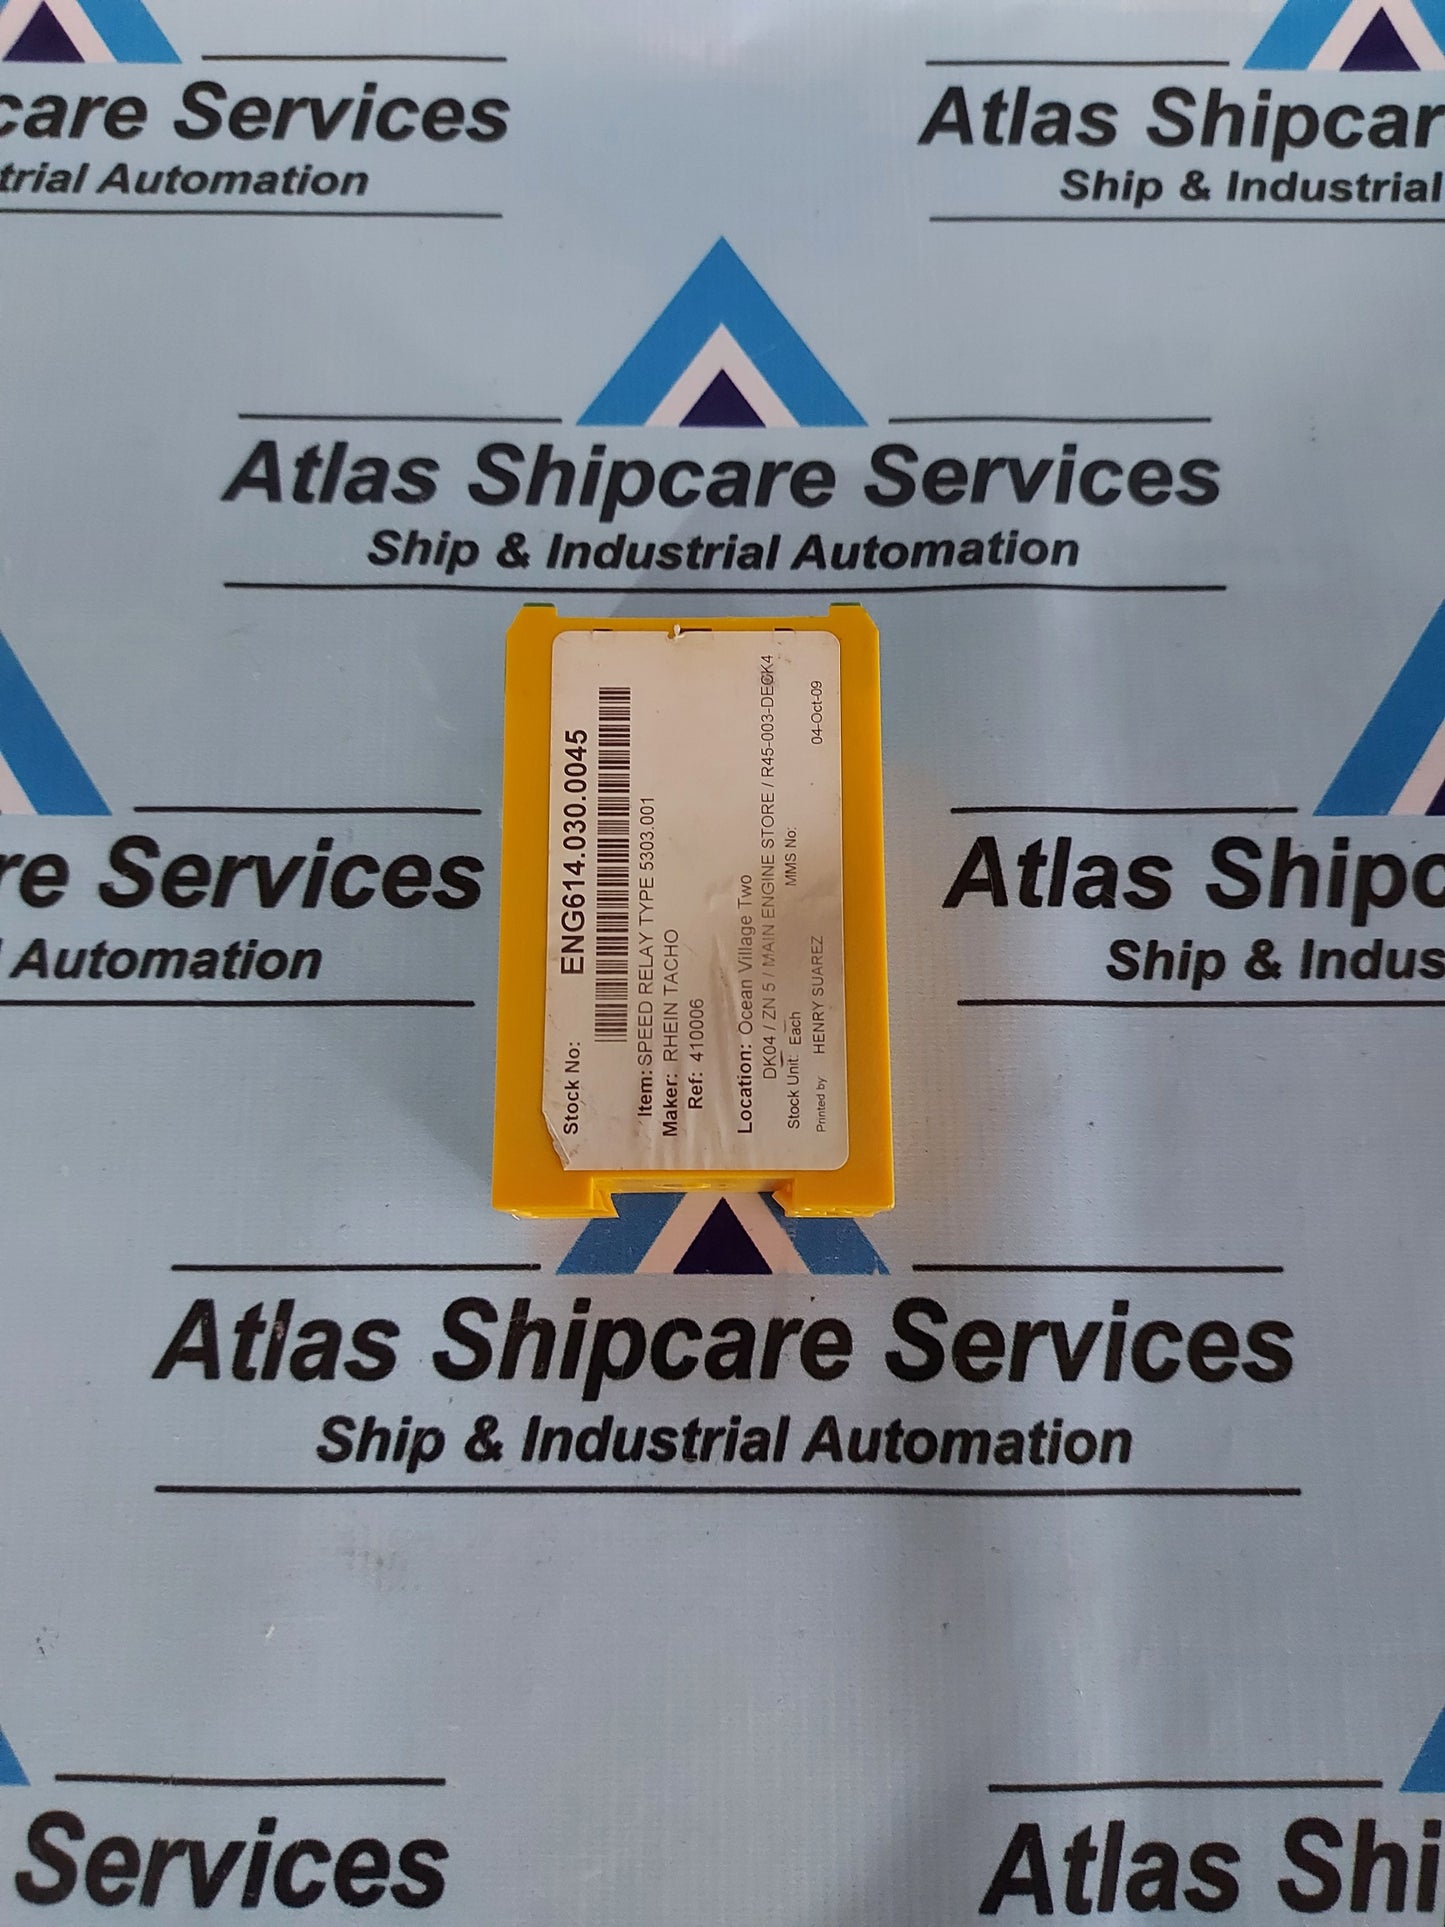 care Services
trial Automation
Atlas Shipcar
Ship & Industrial
Atlas Shipcare Services
Ship & Industrial Automation
Stock No: ENG614.030.0045
Item: SPEED RELAY TYPE 5303.001
Maker: RHEIN TACHO
Ref: 410006
Location: Ocean Village Two
DK04 / ZN 5 / MAIN ENGINE STORE / R45-003-DECK4
Stock Unit: Each MMS No:
Printed by HENRY SUAREZ 04-Oct-09
re Services
l Automation
Atlas Shipc
Ship & Indus
Atlas Shipcare Services
Ship & Industrial Automation
Services
Atlas Shi